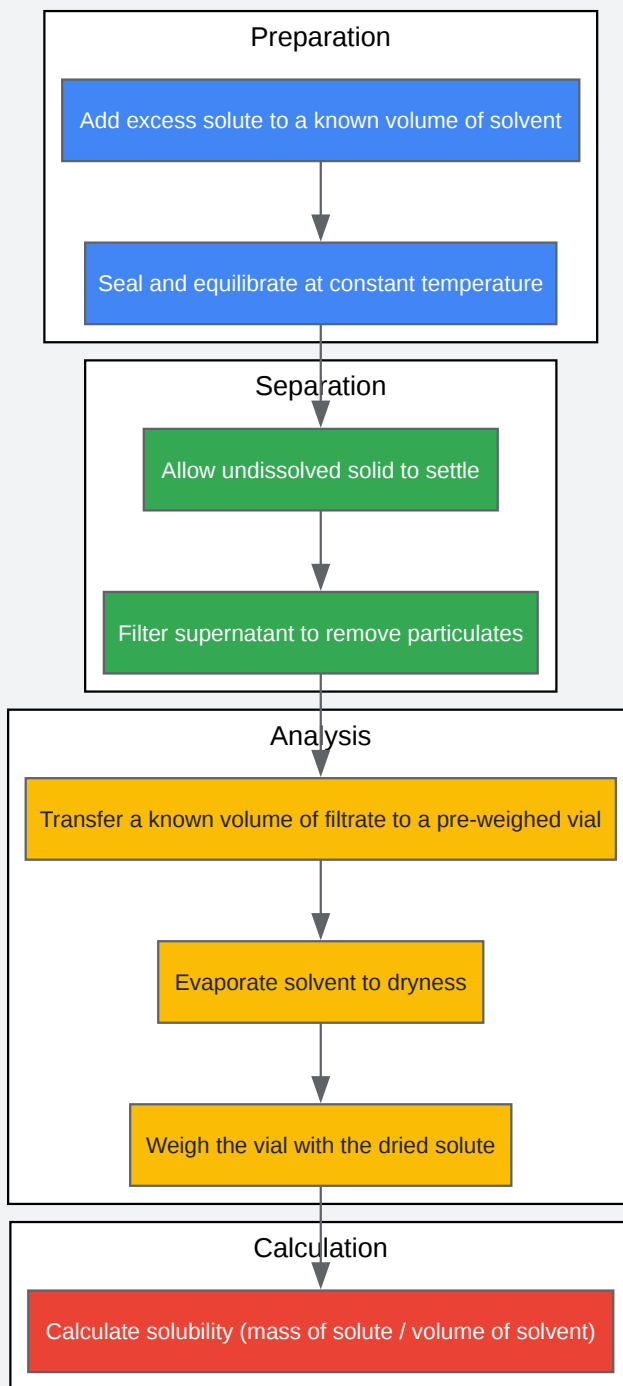 Preparation
Add excess solute to a known volume of solvent
Seal and equilibrate at constant temperature
Separation
Allow undissolved solid to settle
Filter supernatant to remove particulates
Analysis
Transfer a known volume of filtrate to a pre-weighed vial
Evaporate solvent to dryness
Weigh the vial with the dried solute
Calculation
Calculate solubility (mass of solute / volume of solvent)